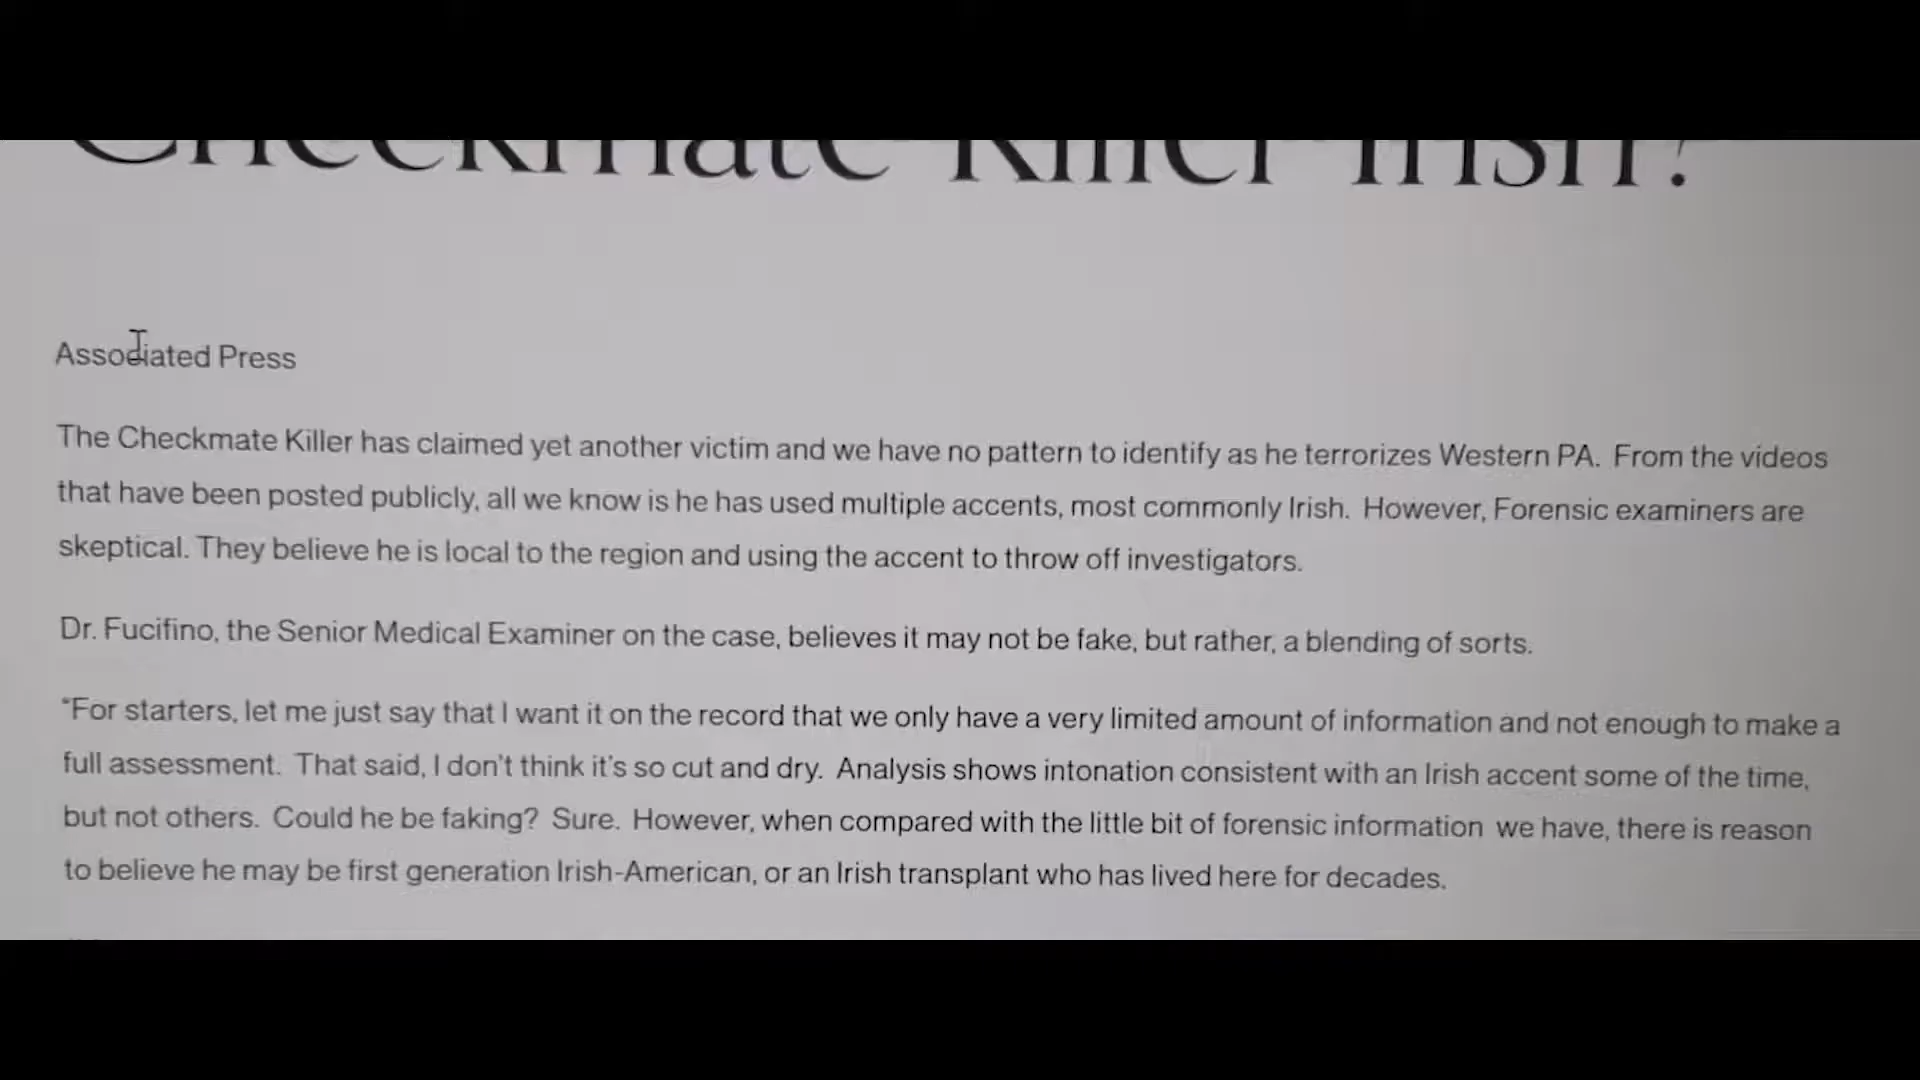 Checkmate Killer Irish?
Associated Press
The Checkmate Killer has claimed yet another victim and we have no pattern to identify as he terrorizes Western PA. From the videos
that have been posted publicly, all we know is he has used multiple accents, most commonly Irish. However, Forensic examiners are
skeptical. They believe he is local to the region and using the accent to throw off investigators.
Dr. Fucifino, the Senior Medical Examiner on the case, believes it may not be fake, but rather, a blending of sorts.
“For starters, let me just say that I want it on the record that we only have a very limited amount of information and not enough to make a
full assessment. That said, I don't think it's so cut and dry. Analysis shows intonation consistent with an Irish accent some of the time,
but not others. Could he be faking? Sure. However, when compared with the little bit of forensic information we have, there is reason
to believe he may be first generation Irish-American, or an Irish transplant who has lived here for decades.